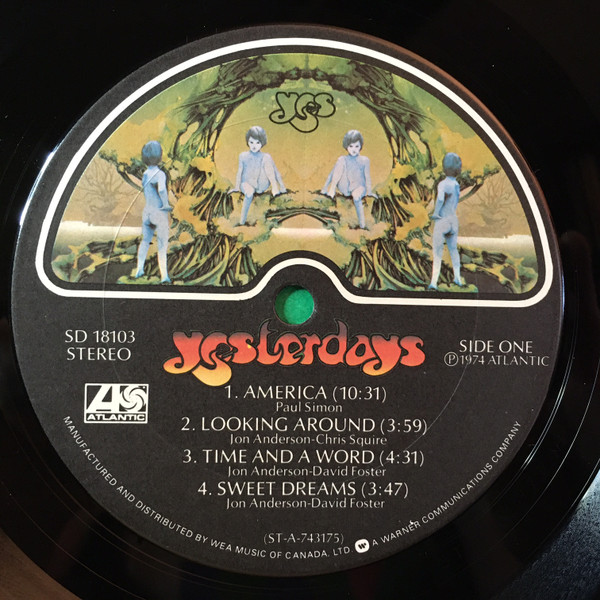 yes
SD 18103
STEREO
yesterdays
SIDE ONE
Ⓟ1974 ATLANTIC
ATLANTIC
1. AMERICA (10:31)
Paul Simon
2. LOOKING AROUND (3:59)
Jon Anderson-Chris Squire
3. TIME AND A WORD (4:31)
Jon Anderson-David Foster
4. SWEET DREAMS (3:47)
Jon Anderson-David Foster
(ST-A-743175)
MANUFACTURED AND DISTRIBUTED BY WEA MUSIC OF CANADA, LTD. W A WARNER COMMUNICATIONS COMPANY